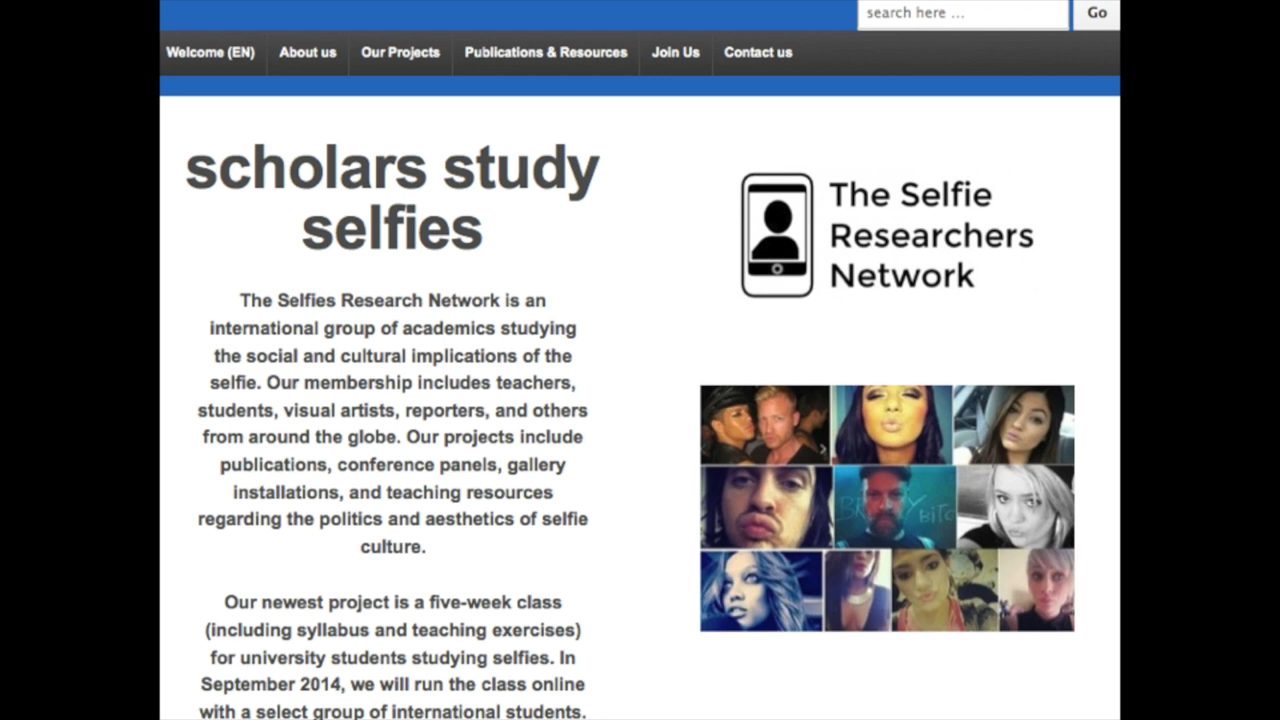 search here ...
Go
Welcome (EN)
About us
Our Projects
Publications & Resources
Join Us
Contact us
scholars study
selfies
The Selfies Research Network is an
international group of academics studying
the social and cultural implications of the
selfie. Our membership includes teachers,
students, visual artists, reporters, and others
from around the globe. Our projects include
publications, conference panels, gallery
installations, and teaching resources
regarding the politics and aesthetics of selfie
culture.
Our newest project is a five-week class
(including syllabus and teaching exercises)
for university students studying selfies. In
September 2014, we will run the class online
with a select group of international students.
The Selfie
Researchers
Network